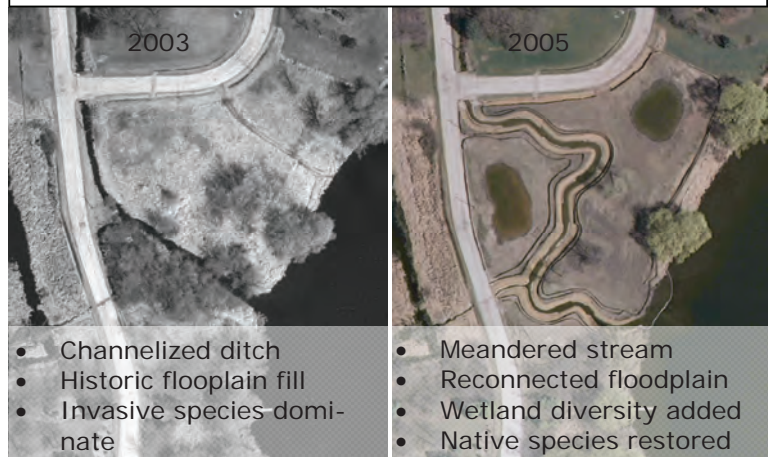 2003
• Channelized ditch
• Historic flooplain fill
• Invasive species domi-
nate
2005
• Meandered stream
• Reconnected floodplain
• Wetland diversity added
• Native species restored